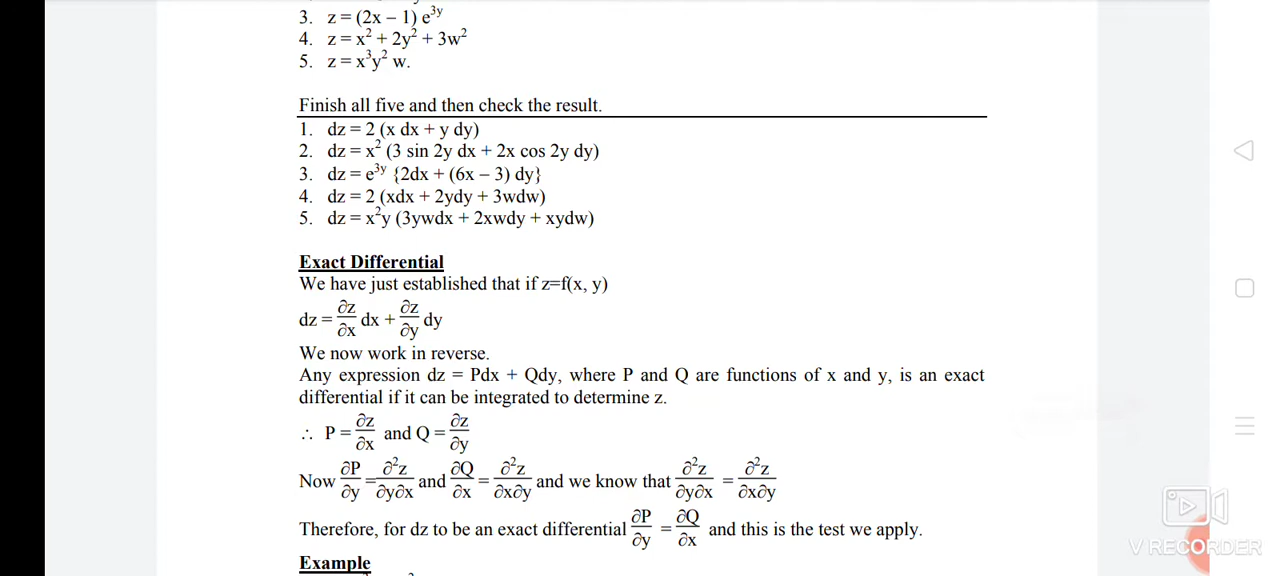 3. z = (2x – 1) e³ʸ
4. z = x² + 2y² + 3w²
5. z = x³y² w.
Finish all five and then check the result.
1. dz = 2 (x dx + y dy)
2. dz = x² (3 sin 2y dx + 2x cos 2y dy)
3. dz = e³ʸ {2dx + (6x – 3) dy}
4. dz = 2 (xdx + 2ydy + 3wdw)
5. dz = x²y (3ywdx + 2xwdy + xydw)
Exact Differential
We have just established that if z=f(x, y)
dz = ∂z/∂x dx + ∂z/∂y dy
We now work in reverse.
Any expression dz = Pdx + Qdy, where P and Q are functions of x and y, is an exact
differential if it can be integrated to determine z.
∴ P = ∂z/∂x and Q = ∂z/∂y
Now ∂P/∂y = ∂²z/∂y∂x and ∂Q/∂x = ∂²z/∂x∂y and we know that ∂²z/∂y∂x = ∂²z/∂x∂y
Therefore, for dz to be an exact differential ∂P/∂y = ∂Q/∂x and this is the test we apply.
Example
V RECORDER